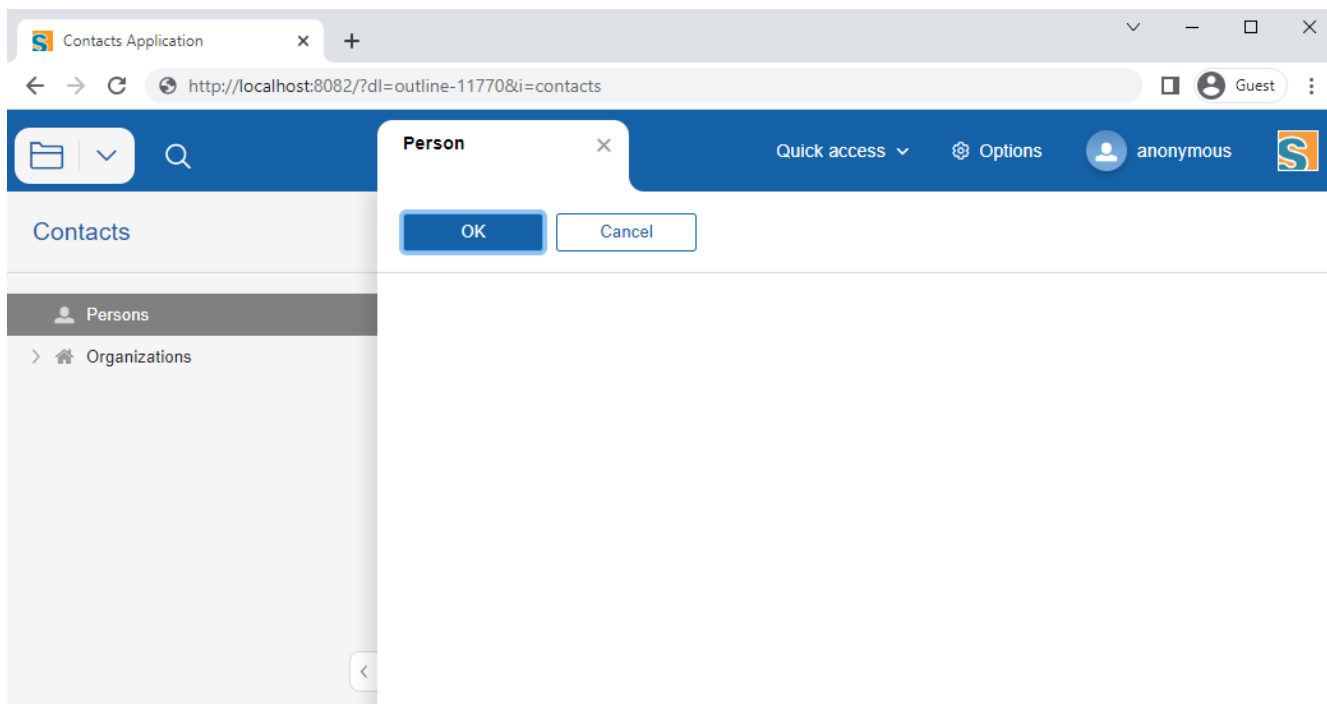 Contacts Application
http://localhost:8082/?dl=outline-11770&i=contacts
Guest
Person
Quick access
Options
anonymous
Contacts
OK
Cancel
Persons
Organizations